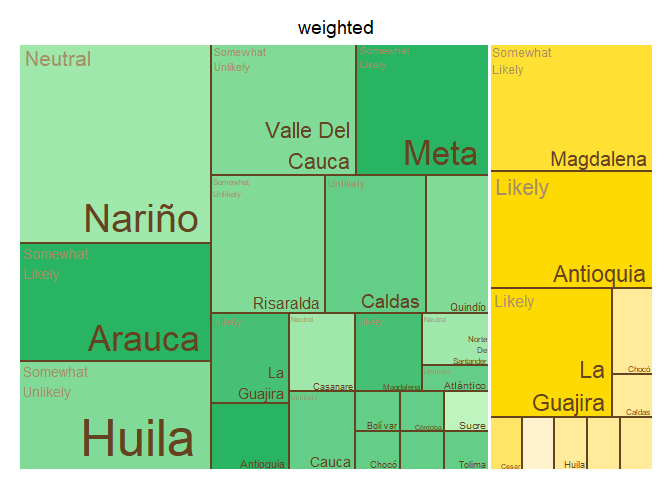 weighted
Neutral
Nariño
Somewhat
Likely
Arauca
Somewhat
Unlikely
Huila
Somewhat
Unlikely
Valle Del
Cauca
Somewhat
Likely
Meta
Somewhat
Unlikely
Risaralda
Unlikely
Caldas
Quindío
Likely
La
Guajira
Neutral
Casanare
Likely
Magdalena
Neutral
Norte
De
Santander
Unlikely
Atlántico
Antioquia
Unlikely
Cauca
Bolívar
Córdoba
Sucre
Chocó
Tolima
Somewhat
Likely
Magdalena
Likely
Antioquia
Likely
La
Guajira
Chocó
Caldas
Cesar
Huila